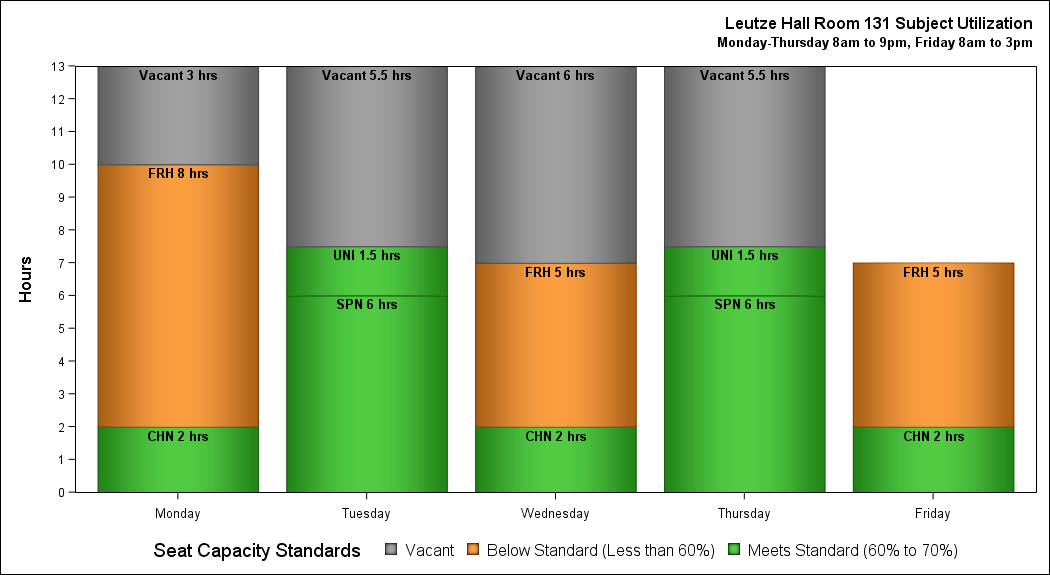 Leutze Hall Room 131 Subject Utilization
Monday-Thursday 8am to 9pm, Friday 8am to 3pm
Hours
13
12
11
10
9
8
7
6
5
4
3
2
1
0
Vacant 3 hrs
FRH 8 hrs
CHN 2 hrs
Vacant 5.5 hrs
UNI 1.5 hrs
SPN 6 hrs
Vacant 6 hrs
FRH 5 hrs
CHN 2 hrs
Vacant 5.5 hrs
UNI 1.5 hrs
SPN 6 hrs
FRH 5 hrs
CHN 2 hrs
Monday Tuesday Wednesday Thursday Friday
Seat Capacity Standards Vacant Below Standard (Less than 60%) Meets Standard (60% to 70%)